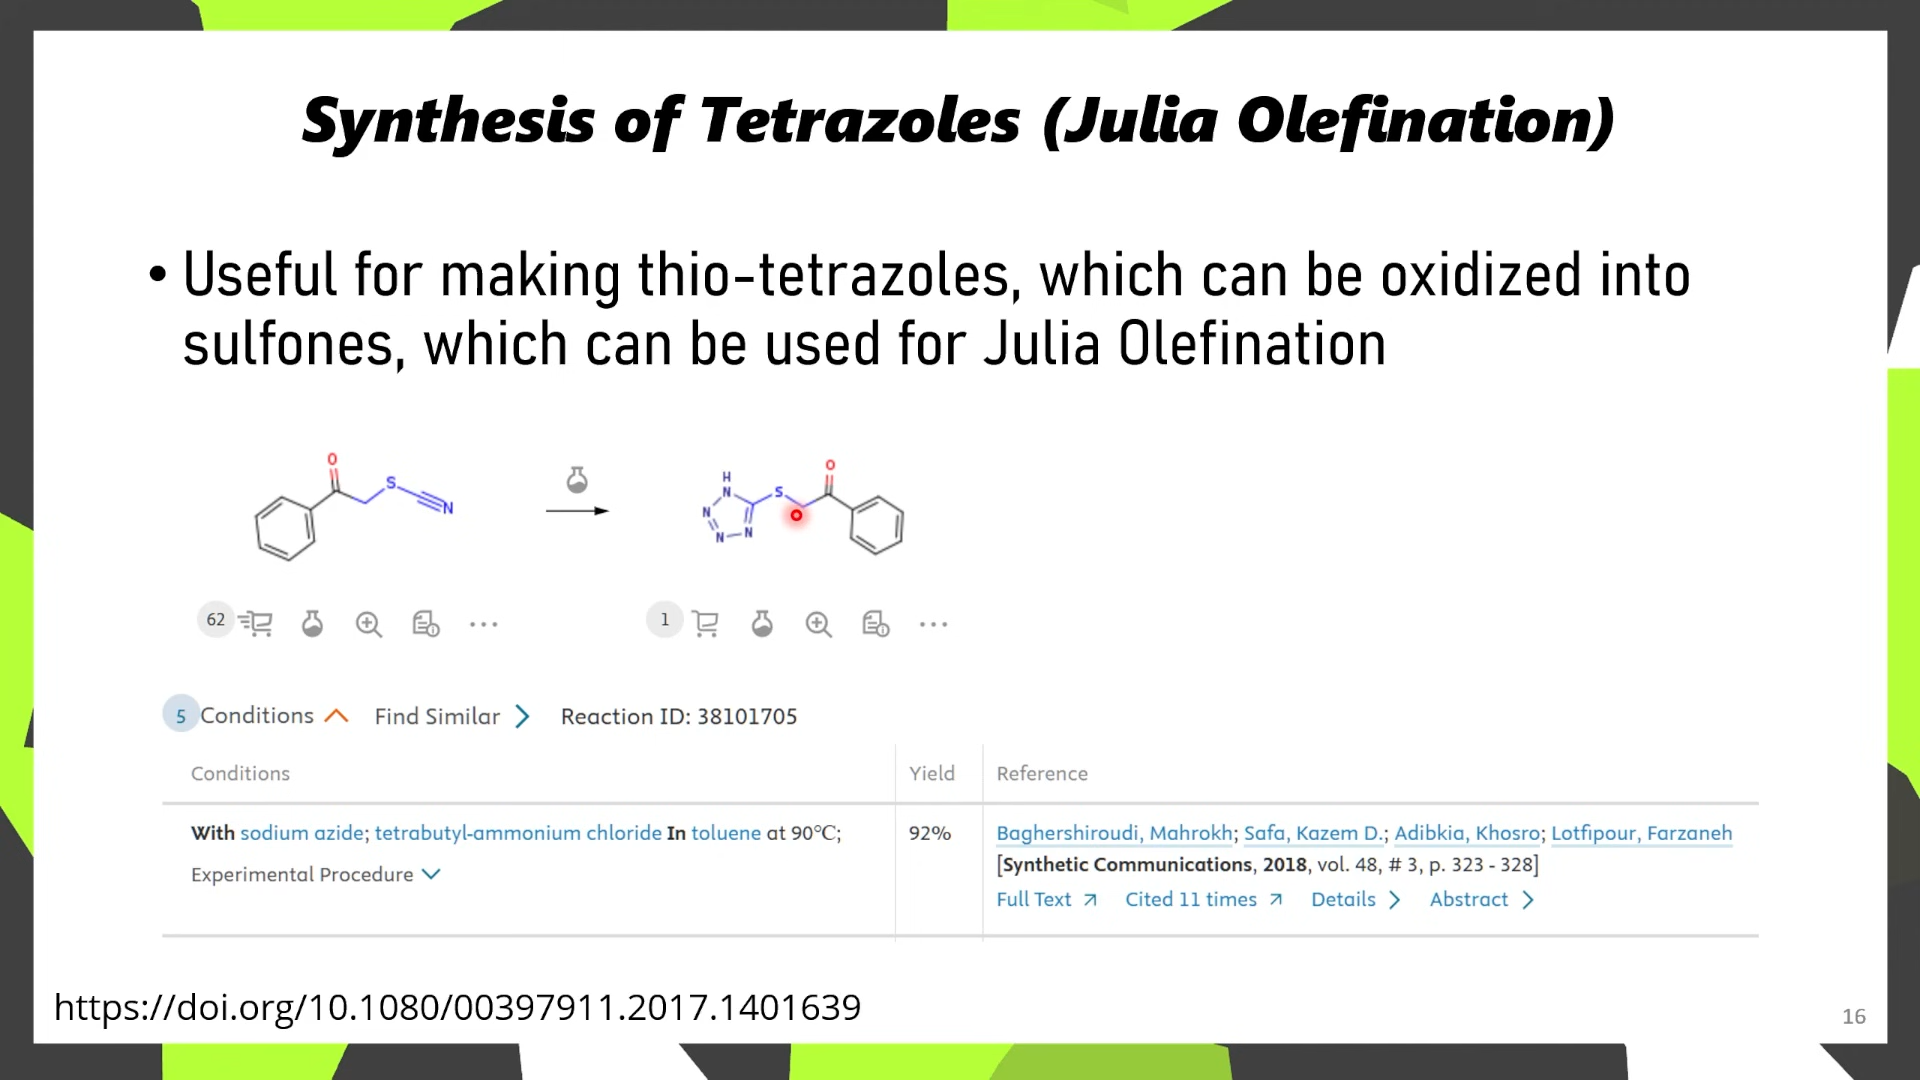 Synthesis of Tetrazoles (Julia Olefination)
• Useful for making thio-tetrazoles, which can be oxidized into
sulfones, which can be used for Julia Olefination
O
S
N
H
N
N
N
N
S
O
62
1
5 Conditions Find Similar Reaction ID: 38101705
Conditions Yield Reference
With sodium azide; tetrabutyl-ammonium chloride In toluene at 90°C; 92% Baghershiroudi, Mahrokh; Safa, Kazem D.; Adibkia, Khosro; Lotfipour, Farzaneh
[Synthetic Communications, 2018, vol. 48, # 3, p. 323 - 328]
Experimental Procedure
Full Text Cited 11 times Details Abstract
https://doi.org/10.1080/00397911.2017.1401639
16